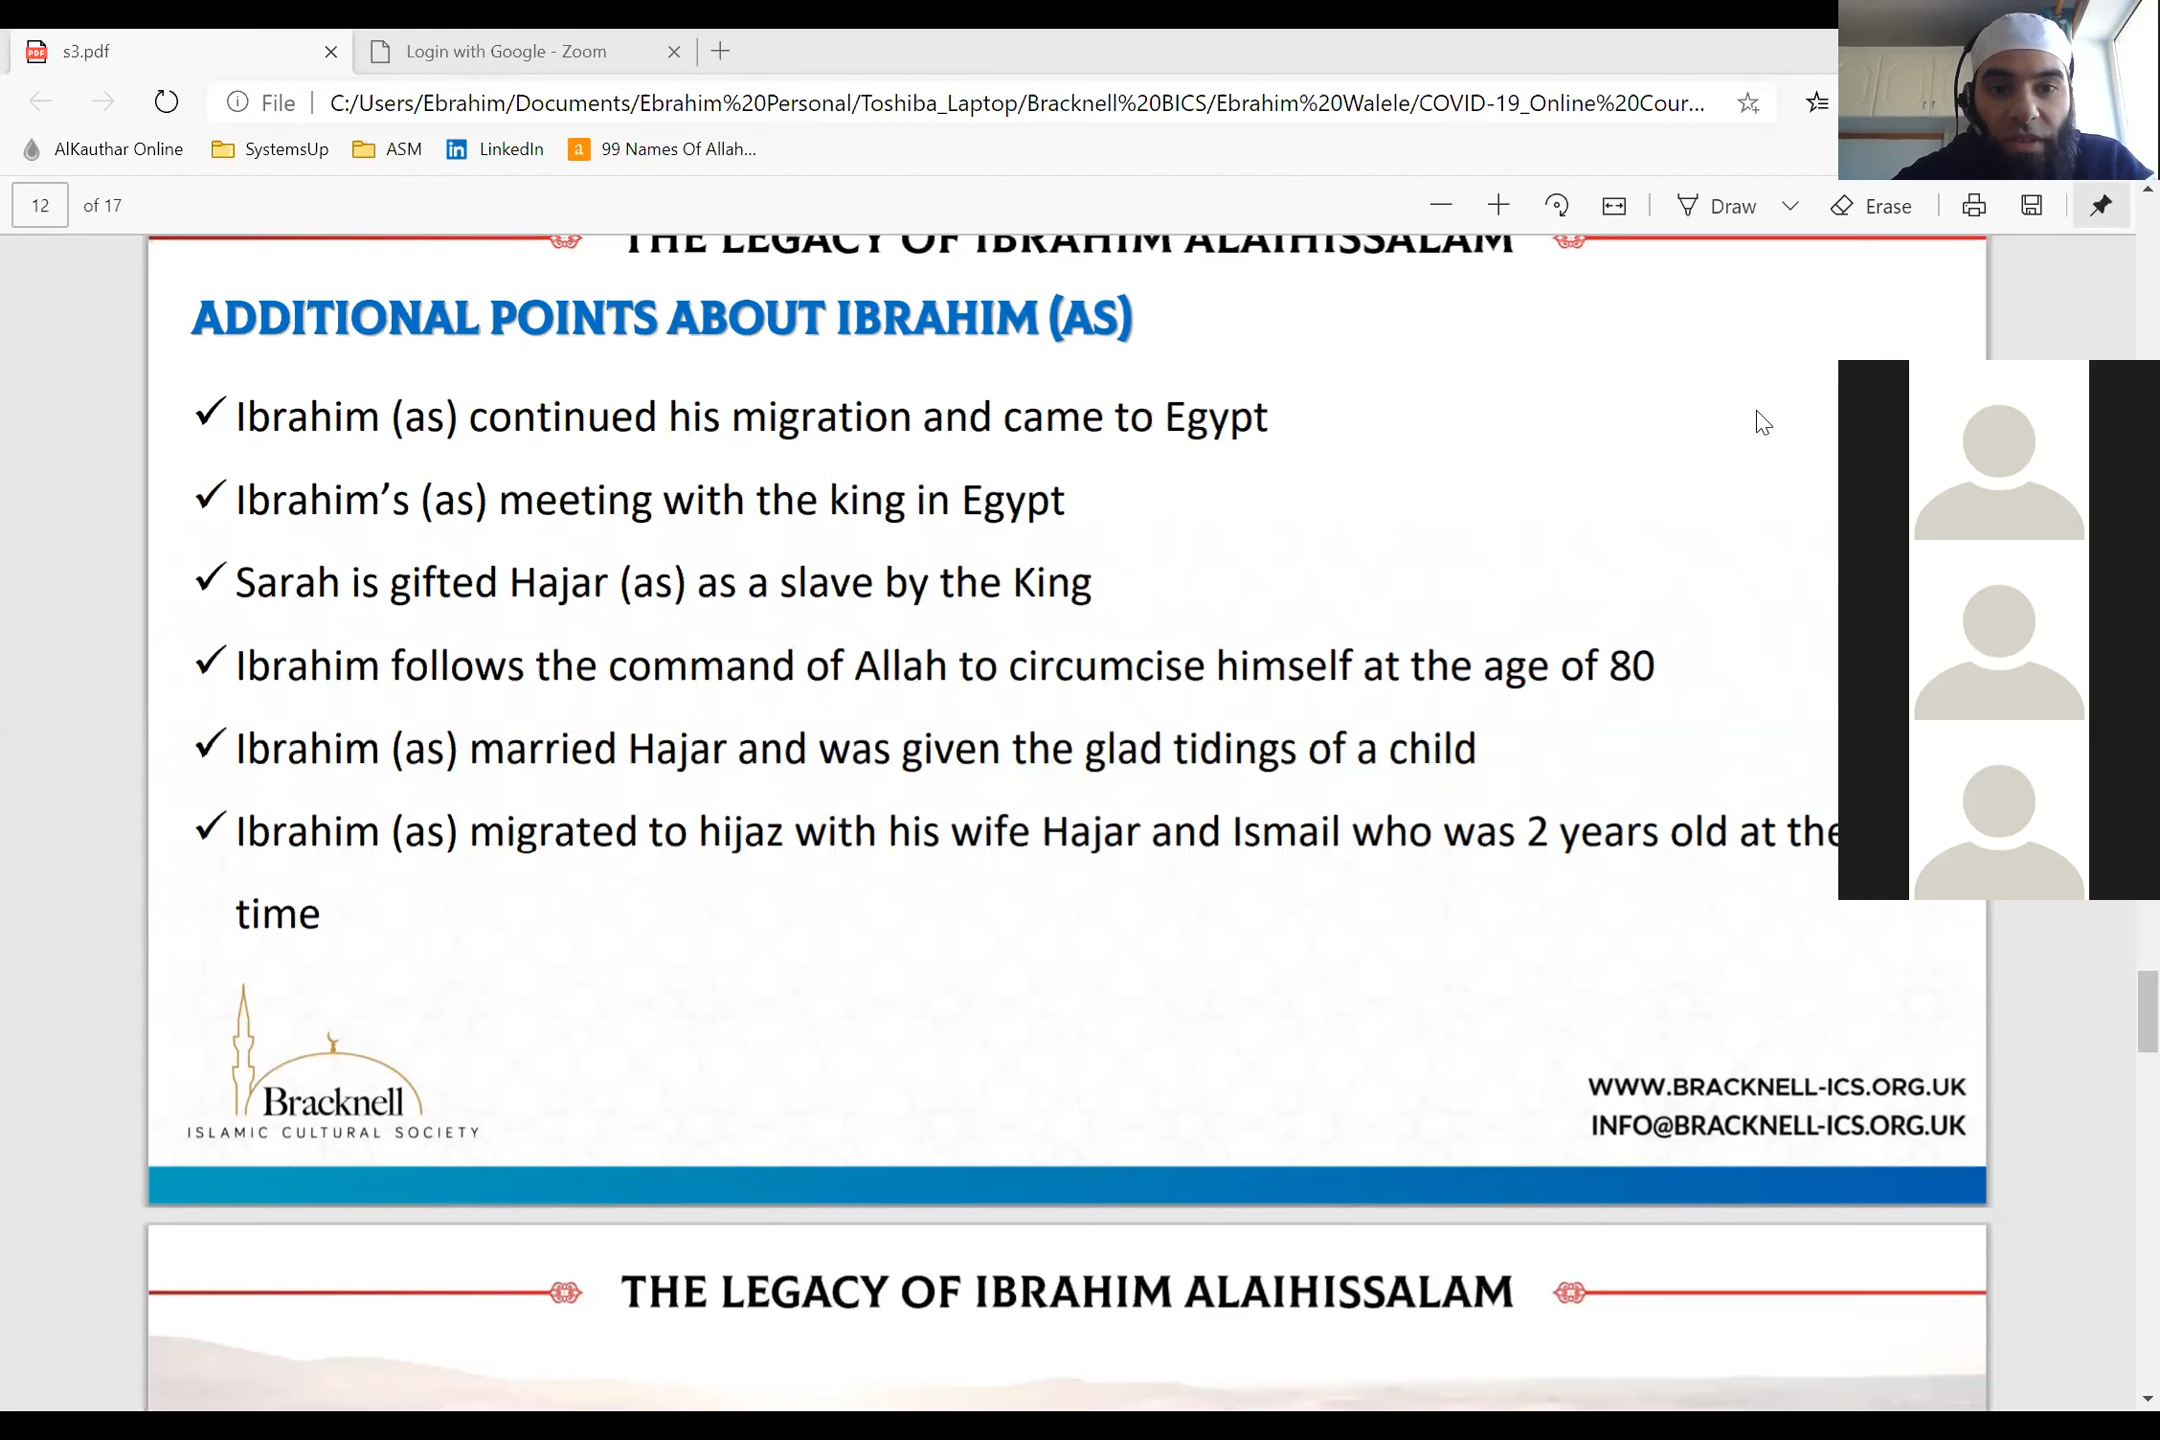 s3.pdf
Login with Google - Zoom
File
C:/Users/Ebrahim/Documents/Ebrahim%20Personal/Toshiba_Laptop/Bracknell%20BICS/Ebrahim%20Walele/COVID-19_Online%20Cour...
AlKauthar Online
SystemsUp
ASM
LinkedIn
99 Names Of Allah...
12 of 17
Draw
Erase
THE LEGACY OF IBRAHIM ALAIHISSALAM
ADDITIONAL POINTS ABOUT IBRAHIM (AS)
✓ Ibrahim (as) continued his migration and came to Egypt
✓ Ibrahim’s (as) meeting with the king in Egypt
✓ Sarah is gifted Hajar (as) as a slave by the King
✓ Ibrahim follows the command of Allah to circumcise himself at the age of 80
✓ Ibrahim (as) married Hajar and was given the glad tidings of a child
✓ Ibrahim (as) migrated to hijaz with his wife Hajar and Ismail who was 2 years old at the
time
Bracknell
ISLAMIC CULTURAL SOCIETY
WWW.BRACKNELL-ICS.ORG.UK
INFO@BRACKNELL-ICS.ORG.UK
THE LEGACY OF IBRAHIM ALAIHISSALAM